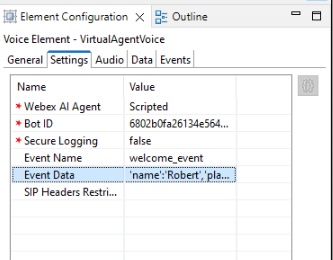 Element Configuration
Outline
Voice Element - VirtualAgentVoice
General Settings Audio Data Events
Name Value
* Webex AI Agent Scripted
* Bot ID 6802b0fa26134e564...
* Secure Logging false
Event Name welcome_event
Event Data 'name':'Robert','pla...
SIP Headers Restri...